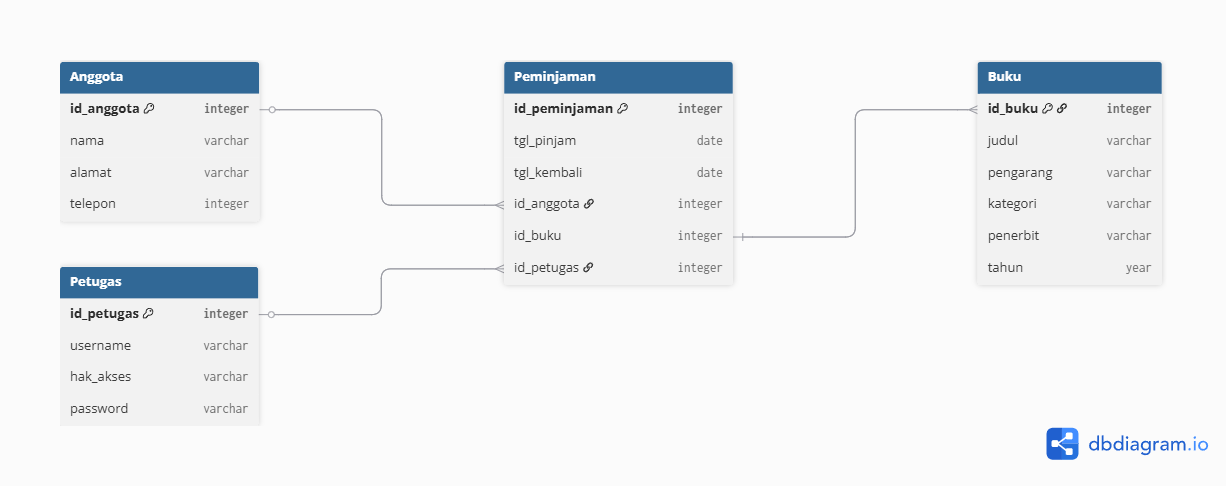 Anggota
id_anggota integer
nama varchar
alamat varchar
telepon integer
Petugas
id_petugas integer
username varchar
hak_akses varchar
password varchar
Peminjaman
id_peminjaman integer
tgl_pinjam date
tgl_kembali date
id_anggota integer
id_buku integer
id_petugas integer
Buku
id_buku integer
judul varchar
pengarang varchar
kategori varchar
penerbit varchar
tahun year
dbdiagram.io